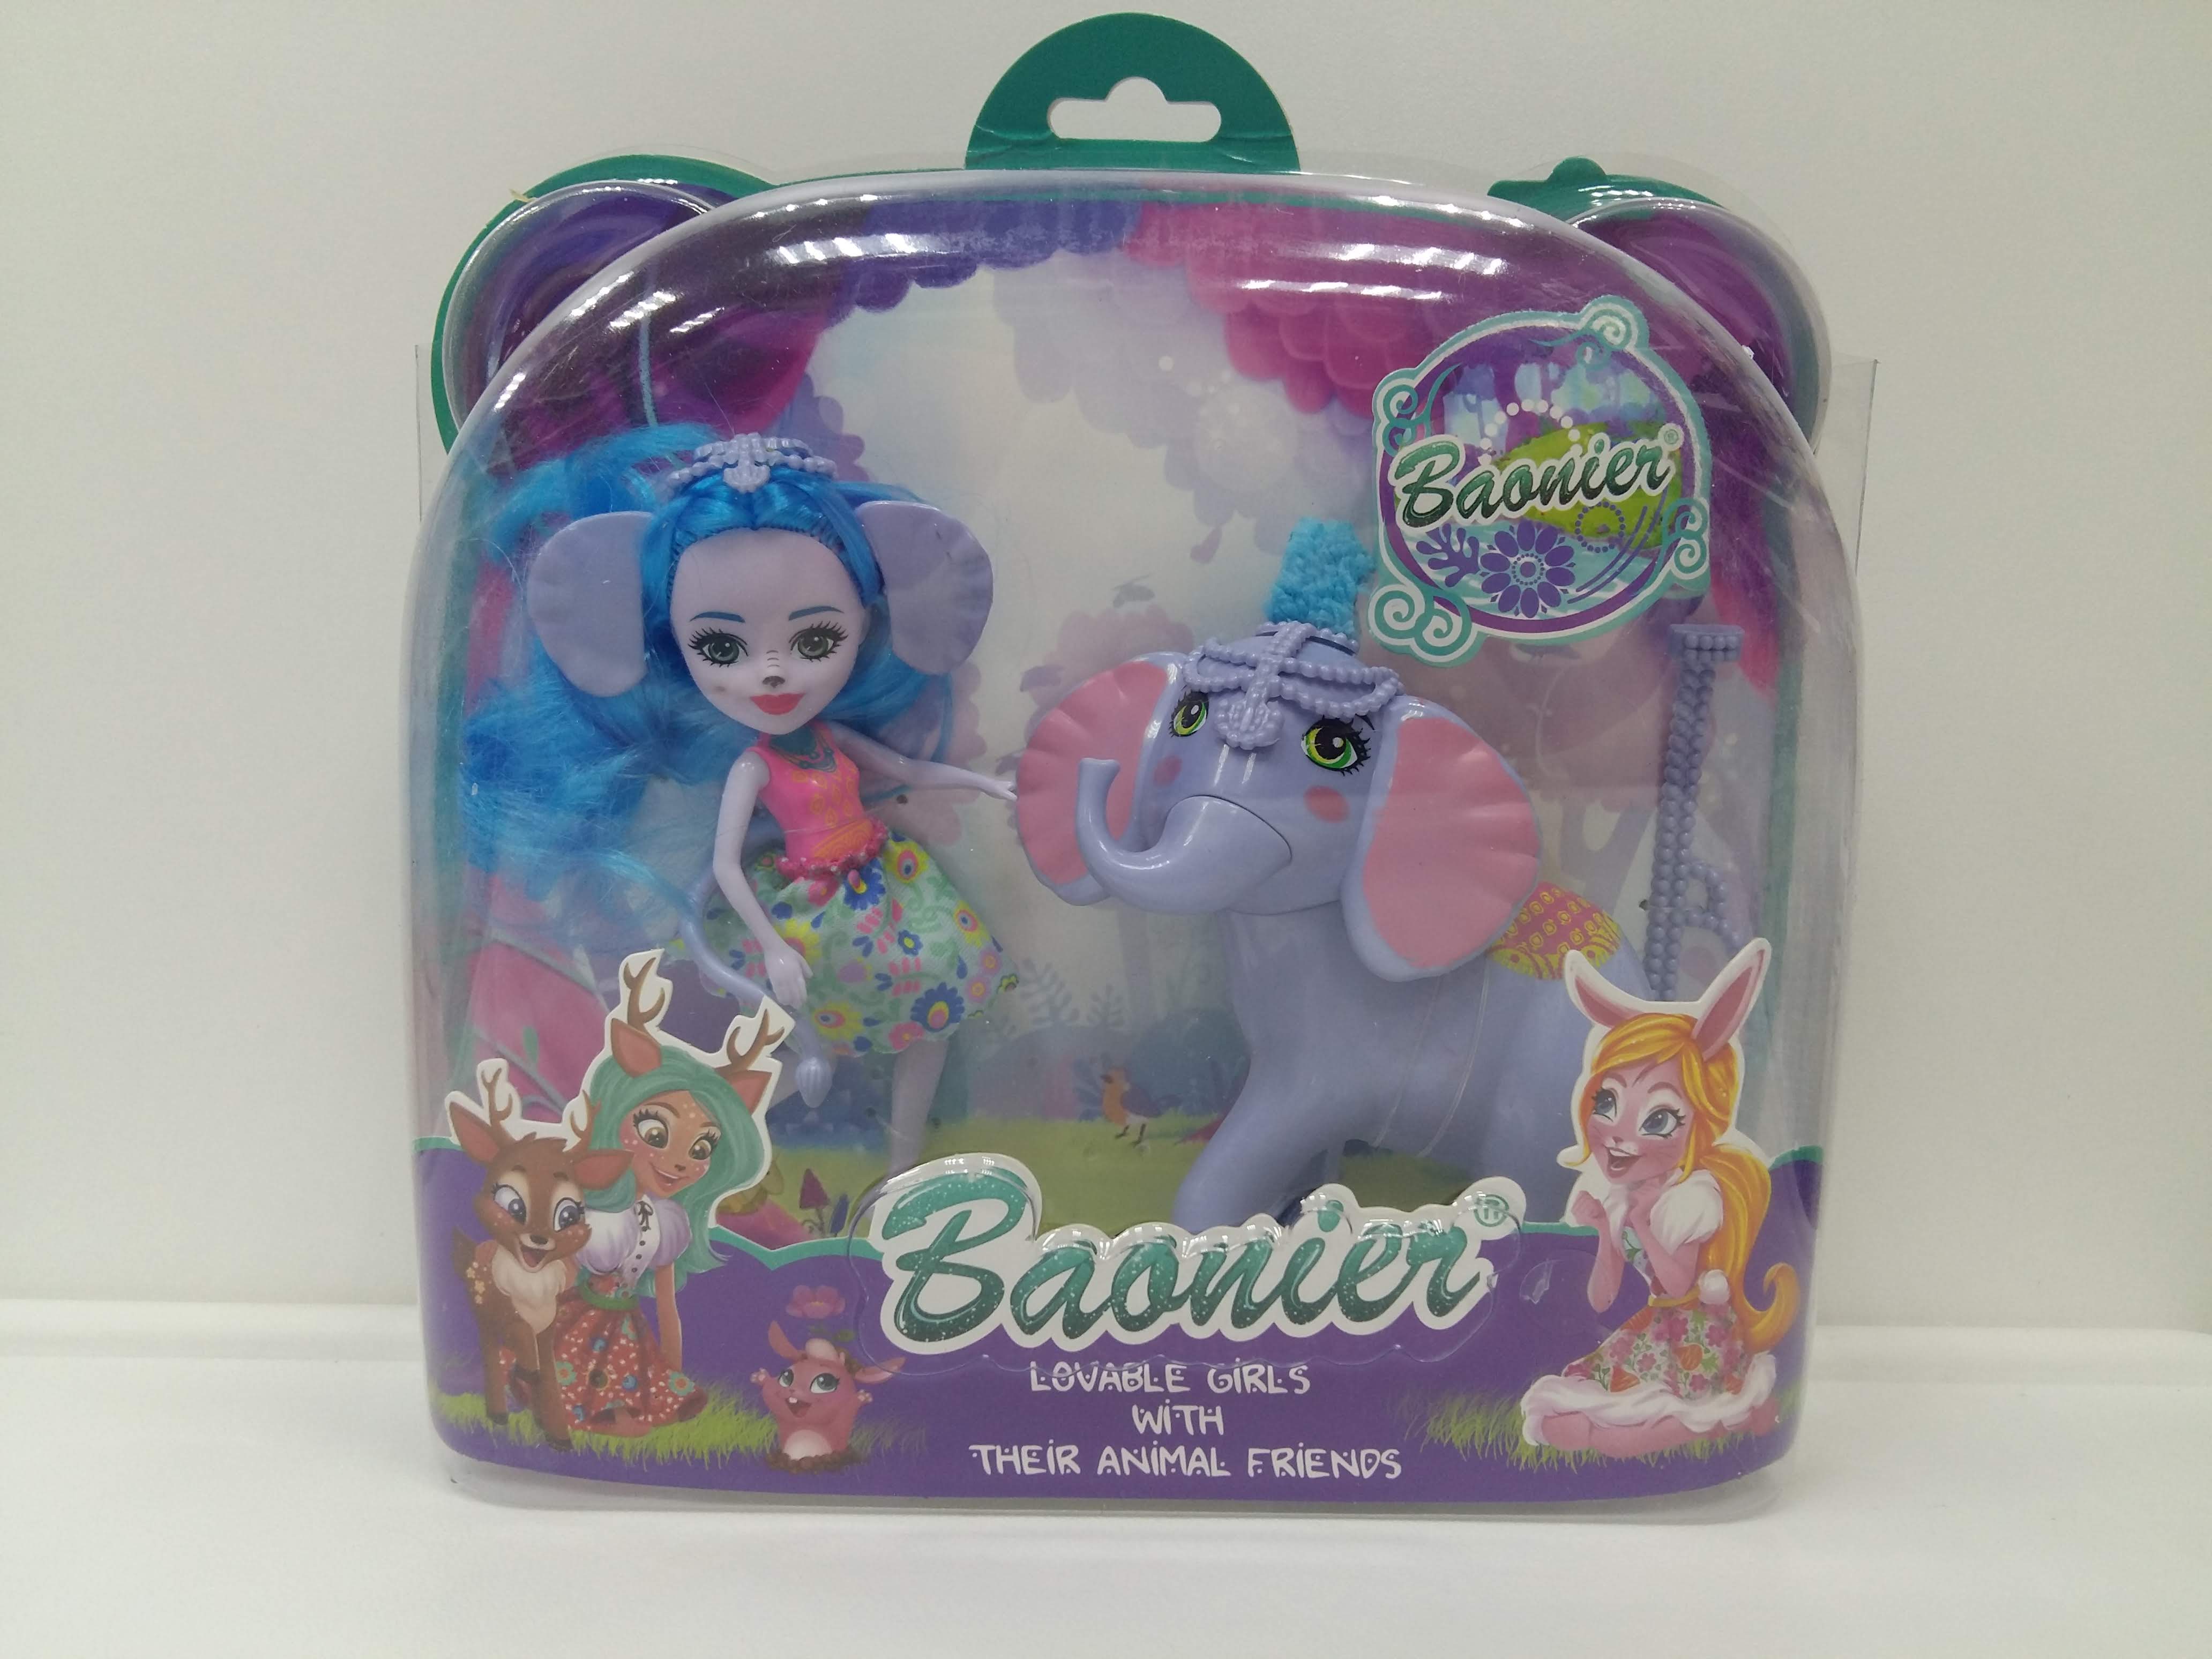 Baonier®
Baonier®
LOVABLE GIRLS
WITH
THEIR ANIMAL FRIENDS